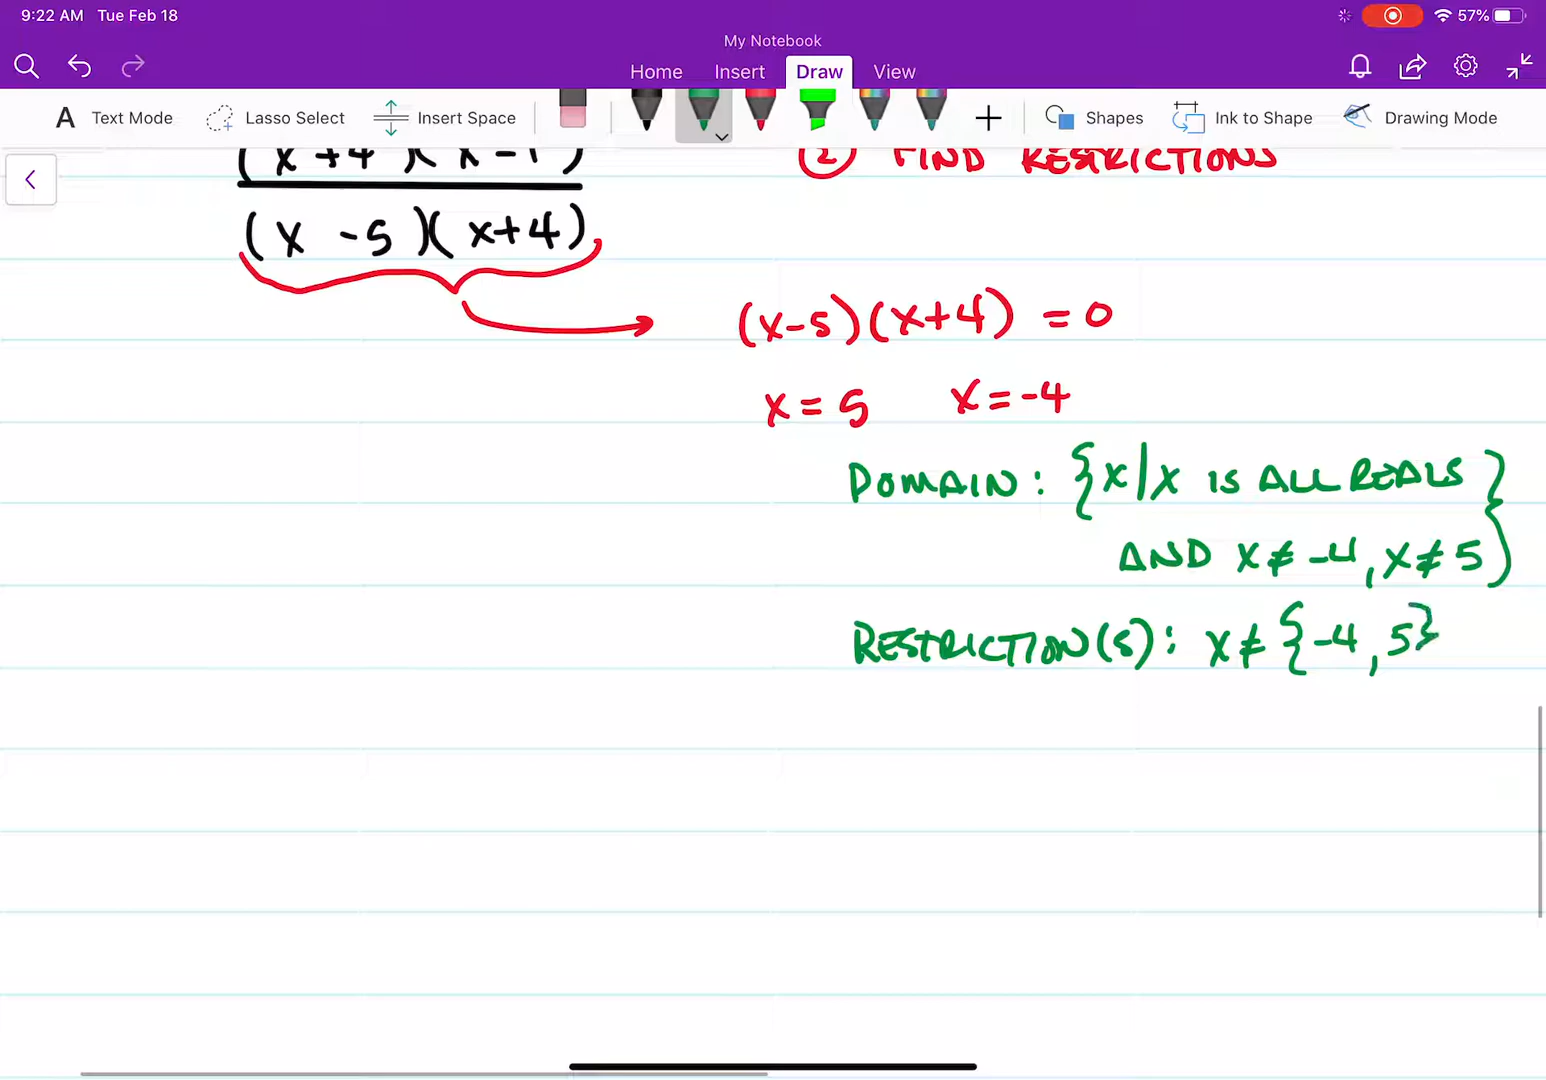 9:22 AM Tue Feb 18
57%
My Notebook
Home Insert Draw View
A Text Mode Lasso Select Insert Space Shapes Ink to Shape Drawing Mode
(x+4)(x-1)
② FIND RESTRICTIONS
(x -5)(x+4)
(x-5)(x+4) = 0
x = 5 x = -4
DOMAIN: {x|x IS ALL REALS
AND x ≠ -4, x ≠ 5}
RESTRICTION(S): x ≠ {-4, 5}